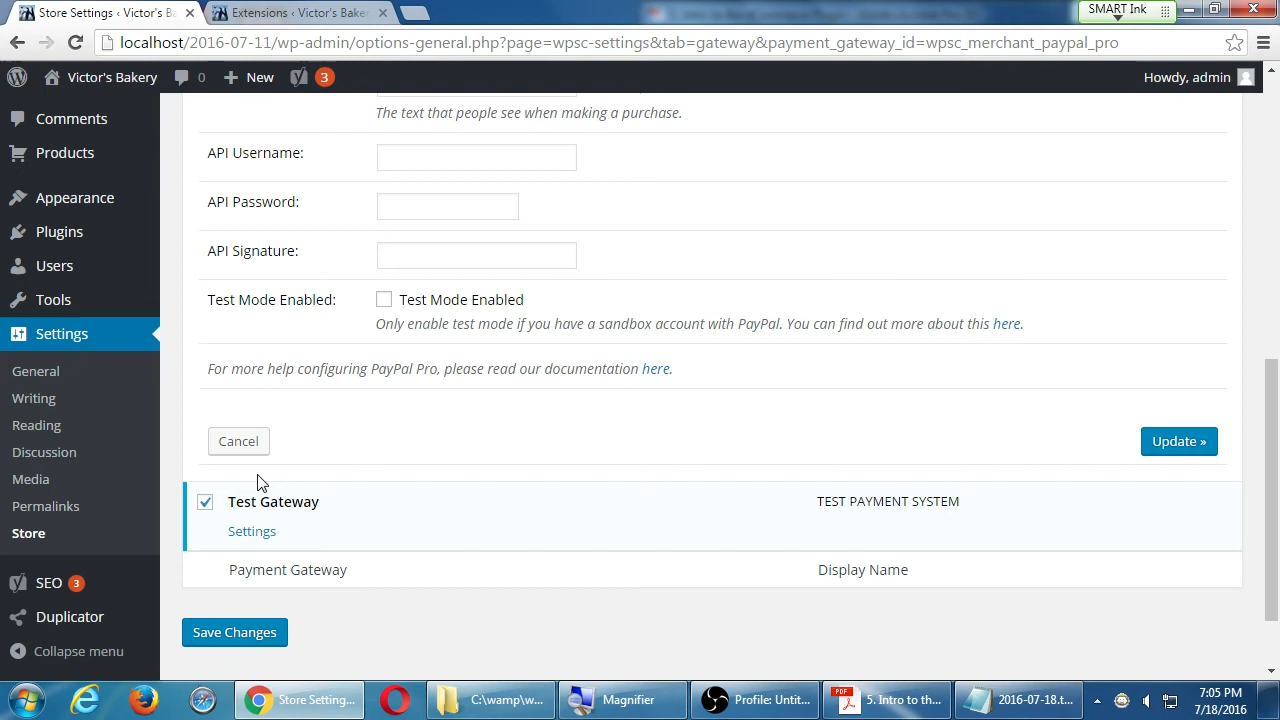 Store Settings ‹ Victor's Ba
Extensions ‹ Victor's Baker
SMART Ink
localhost/2016-07-11/wp-admin/options-general.php?page=wpsc-settings&tab=gateway&payment_gateway_id=wpsc_merchant_paypal_pro
Victor's Bakery
0
New
3
Howdy, admin
Comments
Products
Appearance
Plugins
Users
Tools
Settings
General
Writing
Reading
Discussion
Media
Permalinks
Store
SEO 3
Duplicator
Collapse menu
The text that people see when making a purchase.
API Username:
API Password:
API Signature:
Test Mode Enabled:
Test Mode Enabled
Only enable test mode if you have a sandbox account with PayPal. You can find out more about this here.
For more help configuring PayPal Pro, please read our documentation here.
Cancel
Update »
Test Gateway
TEST PAYMENT SYSTEM
Settings
Payment Gateway
Display Name
Save Changes
Store Setting...
C:\wamp\w...
Magnifier
Profile: Untit...
PDF
5. Intro to th...
2016-07-18.t...
7:05 PM
7/18/2016